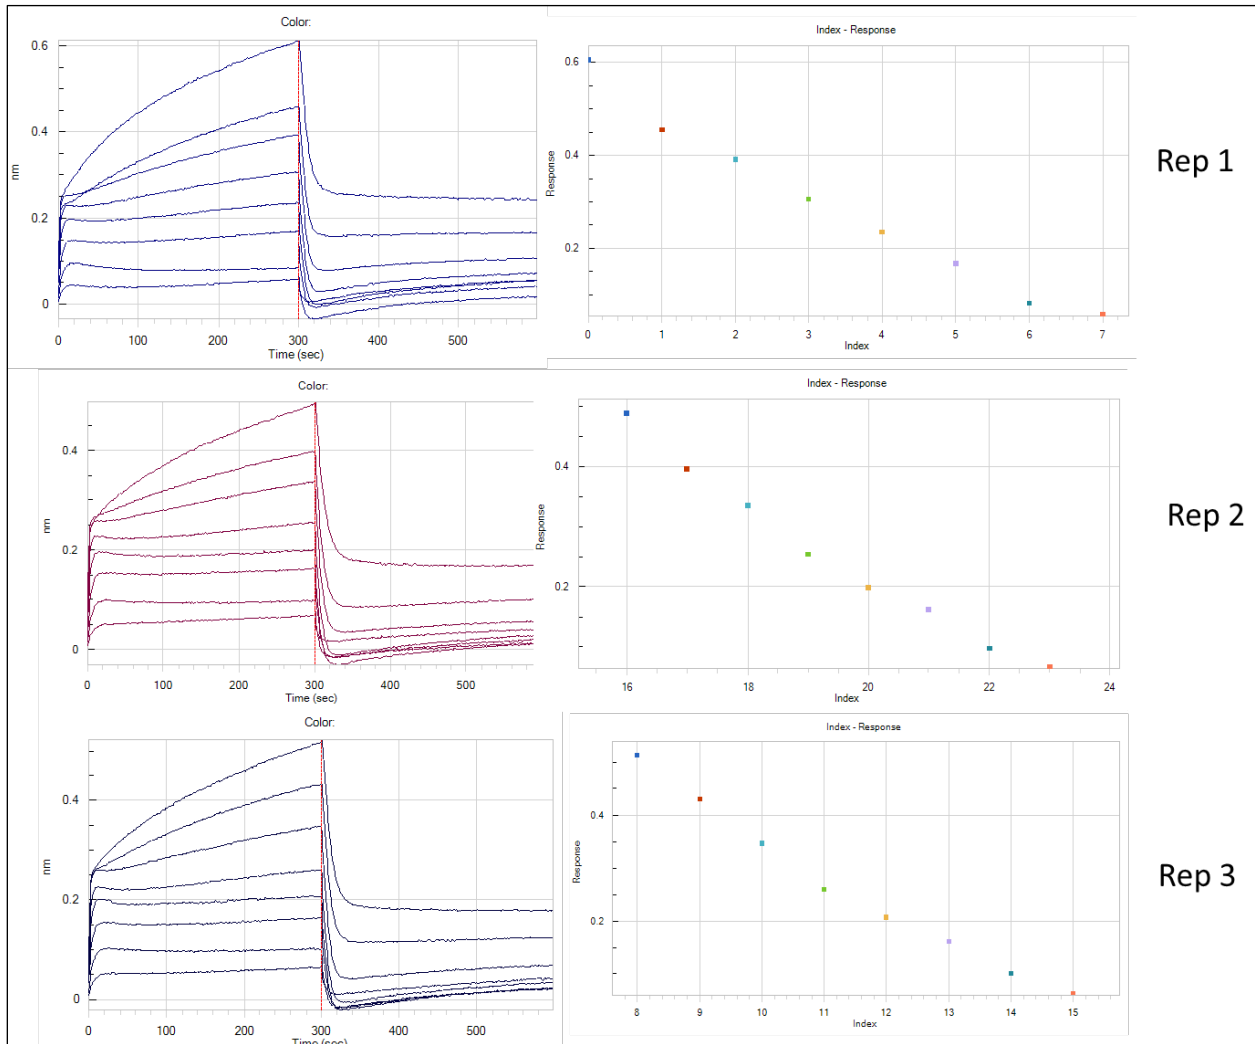 Color:
0.6
0.4
0.2
0
nm
0
100
200
300
400
500
Time (sec)
Index - Response
0.6
0.4
0.2
Response
0
1
2
3
4
5
6
7
Index
Rep 1
Color:
0.4
0.2
0
nm
0
100
200
300
400
500
Time (sec)
Index - Response
0.4
0.2
Response
16
18
20
22
24
Index
Rep 2
Color:
0.4
0.2
0
nm
0
100
200
300
400
500
Time (sec)
Index - Response
0.4
0.2
Response
8
9
10
11
12
13
14
15
Index
Rep 3